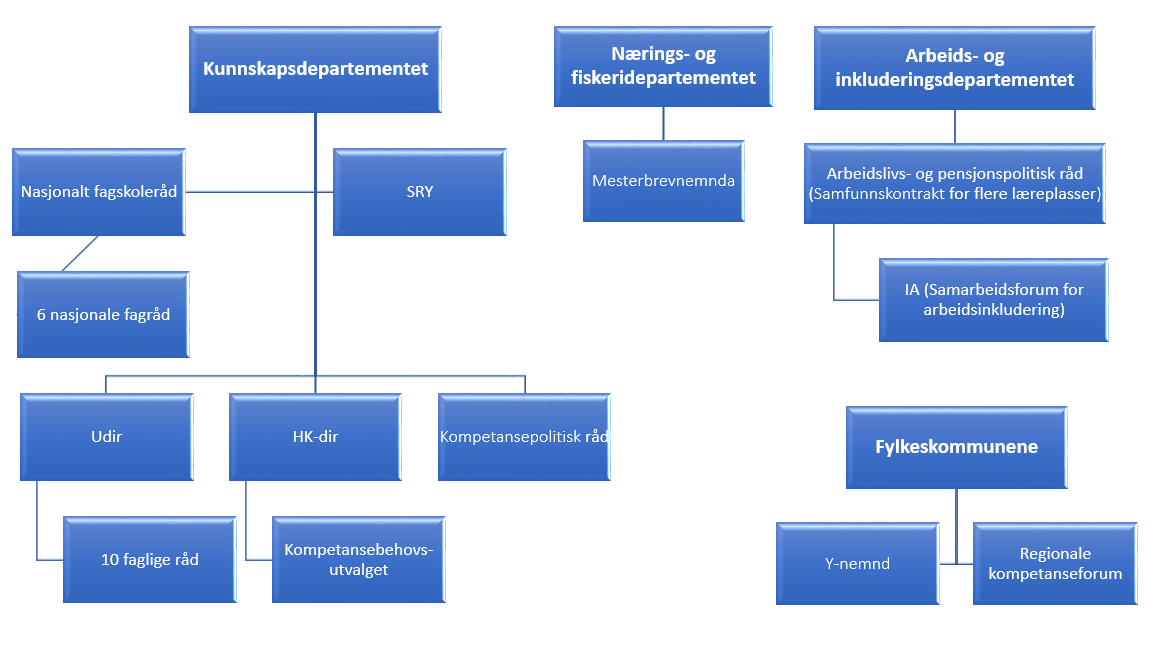 Kunnskapsdepartementet
Nærings- og
fiskeridepartementet
Arbeids- og
inkluderingsdepartementet
Nasjonalt fagskoleråd
SRY
Mesterbrevnemnda
Arbeidslivs- og pensjonspolitisk råd
(Samfunnskontrakt for flere læreplasser)
6 nasjonale fagråd
IA (Samarbeidsforum for
arbeidsinkludering)
Udir
HK-dir
Kompetansepolitisk råd
Fylkeskommunene
10 faglige råd
Kompetansebehovs-
utvalget
Y-nemnd
Regionale
kompetanseforum